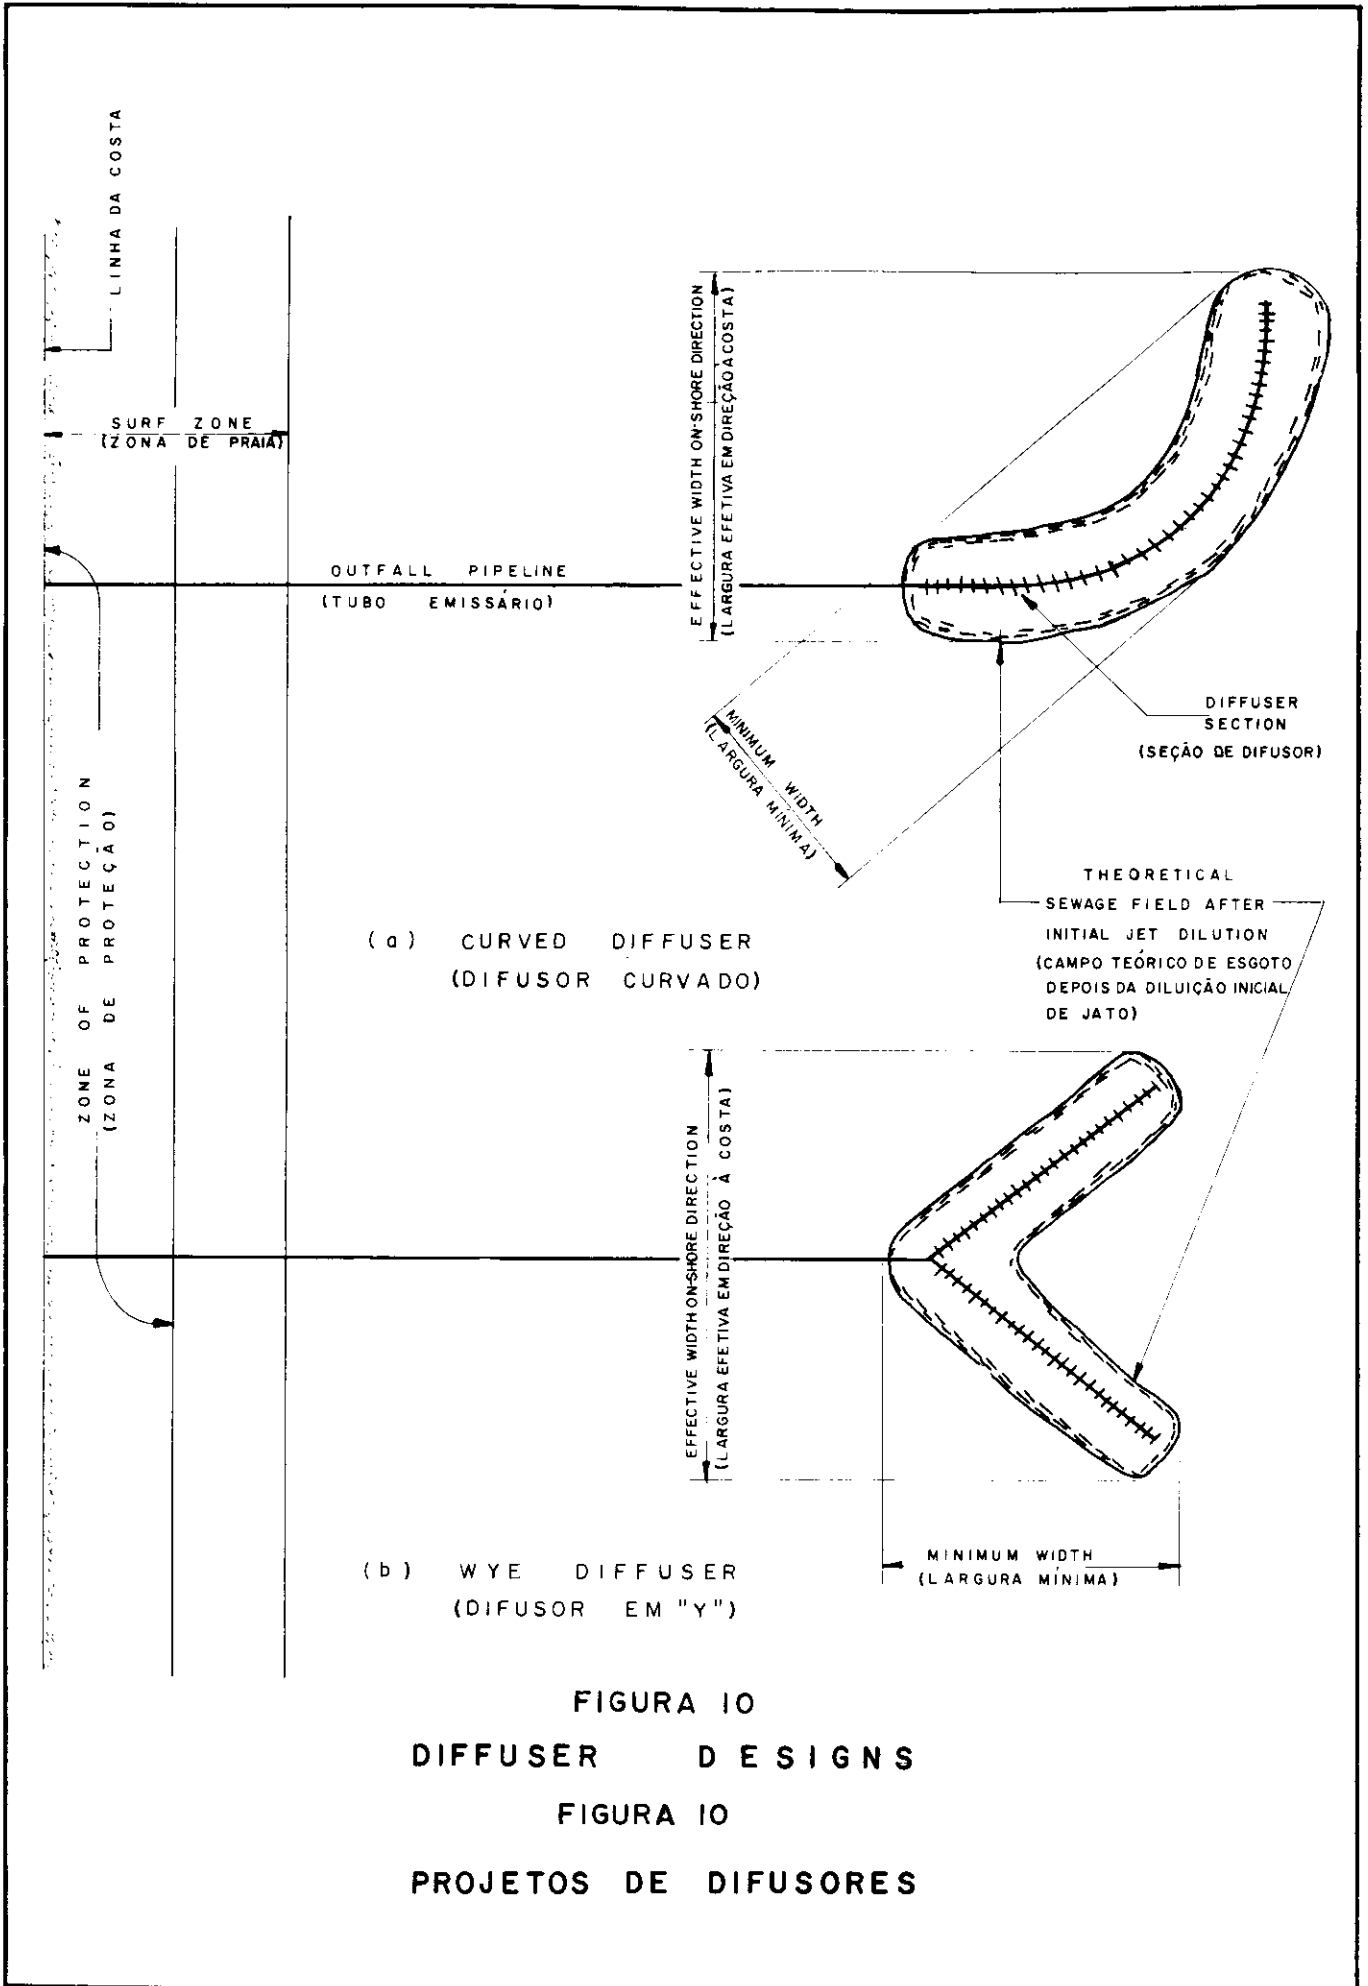 LINHA DA COSTA
SURF ZONE
(ZONA DE PRAIA)
EFFECTIVE WIDTH ON-SHORE DIRECTION
(LARGURA EFETIVA EM DIREÇÃO A COSTA)
OUTFALL PIPELINE
(TUBO EMISSÁRIO)
DIFFUSER
SECTION
(SEÇÃO DE DIFUSOR)
MINIMUM WIDTH
(LARGURA MÍNIMA)
ZONE OF PROTECTION
(ZONA DE PROTEÇÃO)
THEORETICAL
SEWAGE FIELD AFTER
INITIAL JET DILUTION
(CAMPO TEÓRICO DE ESGOTO
DEPOIS DA DILUIÇÃO INICIAL
DE JATO)
(a) CURVED DIFFUSER
(DIFUSOR CURVADO)
EFFECTIVE WIDTH ON-SHORE DIRECTION
(LARGURA EFETIVA EM DIREÇÃO À COSTA)
MINIMUM WIDTH
(LARGURA MÍNIMA)
(b) WYE DIFFUSER
(DIFUSOR EM "Y")
FIGURA 10
DIFFUSER DESIGNS
FIGURA 10
PROJETOS DE DIFUSORES